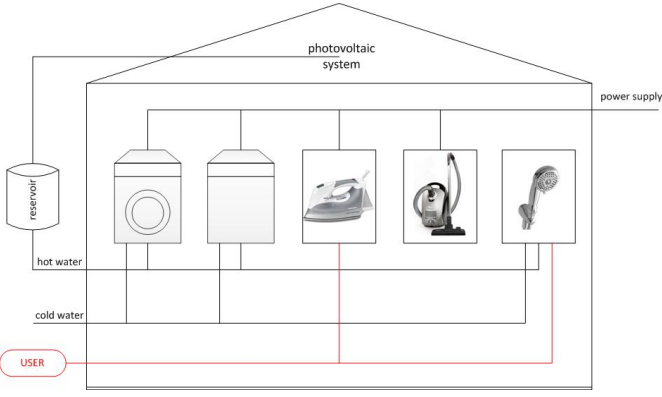 photovoltaic
system
power supply
reservoir
hot water
cold water
USER